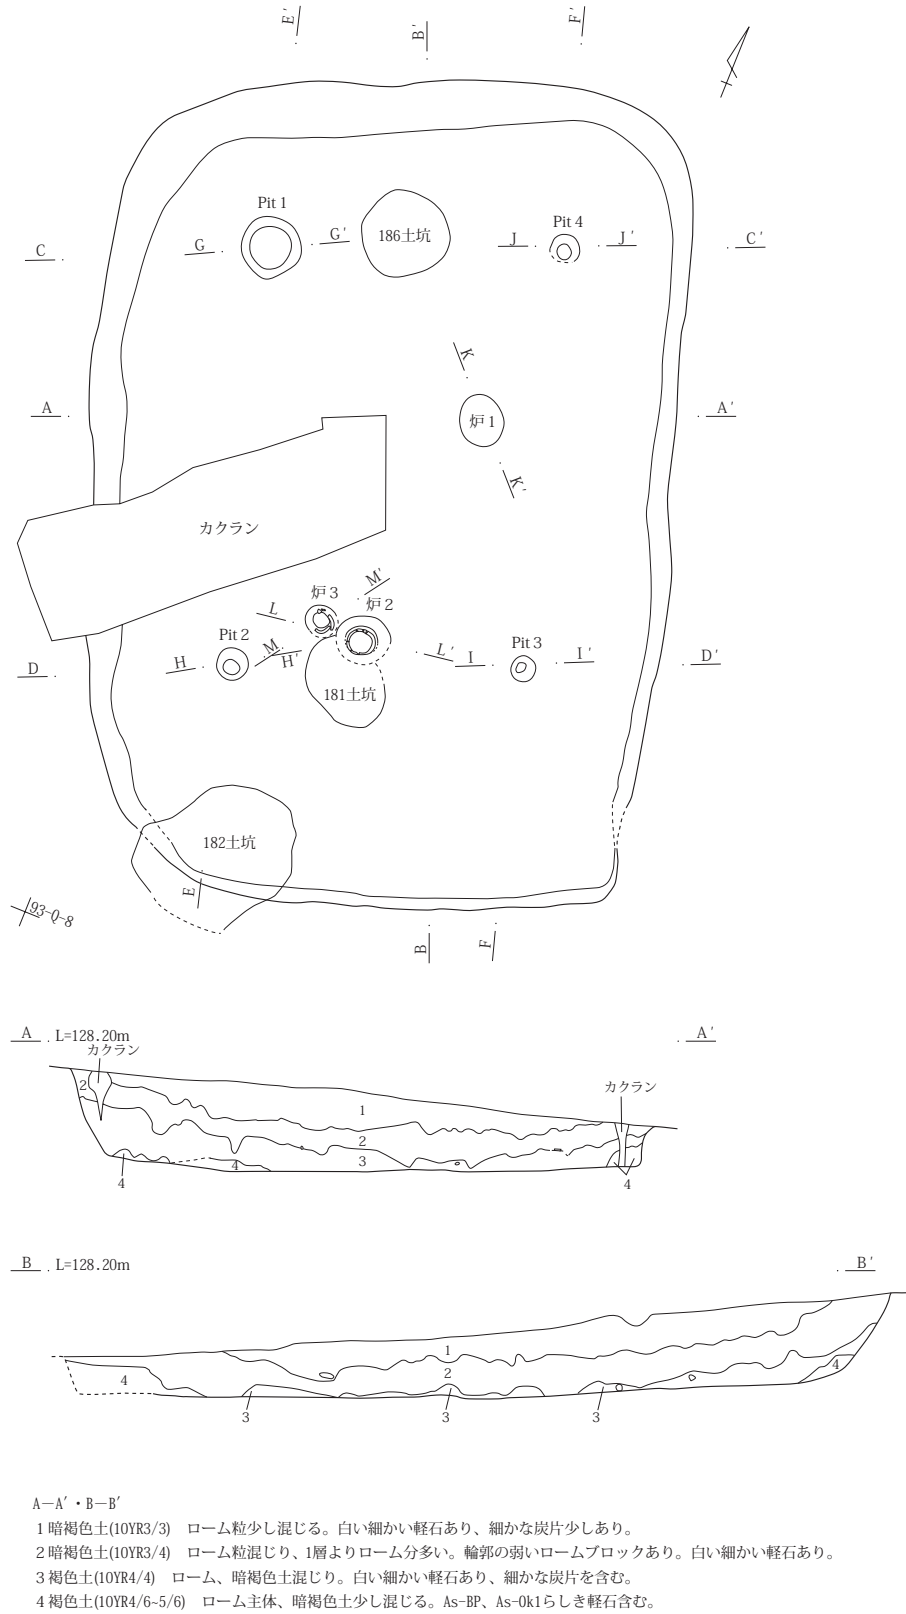 E′
B′
F′
Pit 1
Pit 4
186土坑
C
G
G′
J
J′
C′
K
A
炉1
A′
K′
カクラン
M′
炉3
炉2
L
Pit 2
M
L′
Pit 3
D
H
H′
I
I′
D′
181土坑
182土坑
E
93-Q-8
B
F
A L=128.20m A′
カクラン
カクラン
2
1
2
3
4
4
4
B L=128.20m B′
1
2
4
4
3
3
3
A—A′・B—B′
1 暗褐色土(10YR3/3) ローム粒少し混じる。白い細かい軽石あり、細かな炭片少しあり。
2 暗褐色土(10YR3/4) ローム粒混じり、1層よりローム分多い。輪郭の弱いロームブロックあり。白い細かい軽石あり。
3 褐色土(10YR4/4) ローム、暗褐色土混じり。白い細かい軽石あり、細かな炭片を含む。
4 褐色土(10YR4/6~5/6) ローム主体、暗褐色土少し混じる。As-BP、As-Ok1らしき軽石含む。